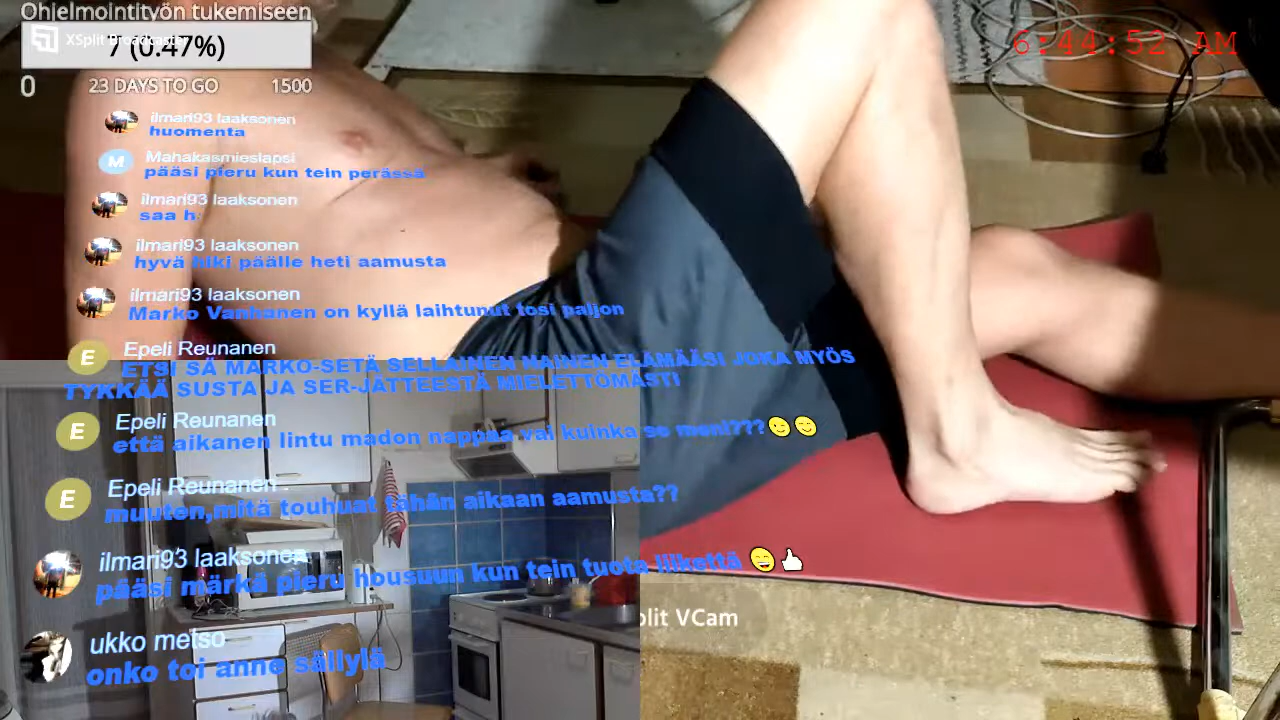 Ohjelmointityön tukemiseen
XSplit Broadcaster
7 (0.47%)
6:44:52 AM
0 23 DAYS TO GO 1500
ilmari93 laaksonen
huomenta
M Mahakasmieslapsi
pääsi pieru kun tein perässä
ilmari93 laaksonen
saa h
ilmari93 laaksonen
hyvä hiki päälle heti aamusta
ilmari93 laaksonen
Marko Vanhanen on kyllä laihtunut tosi paljon
E Epeli Reunanen
ETSI SÄ MARKO-SETÄ SELLAINEN NAINEN ELÄMÄÄSI JOKA MYÖS
TYKKÄÄ SUSTA JA SER-JÄTTEESTÄ MIELETTÖMÄSTI
E Epeli Reunanen
että aikanen lintu madon nappaa vai kuinka se meni???😉😊
E Epeli Reunanen
muuten,mitä touhuat tähän aikaan aamusta??
ilmari93 laaksonen
pääsi märkä pieru housuun kun tein tuota liikettä 😄👍
plit VCam
ukko metso
onko toi anne sällylä